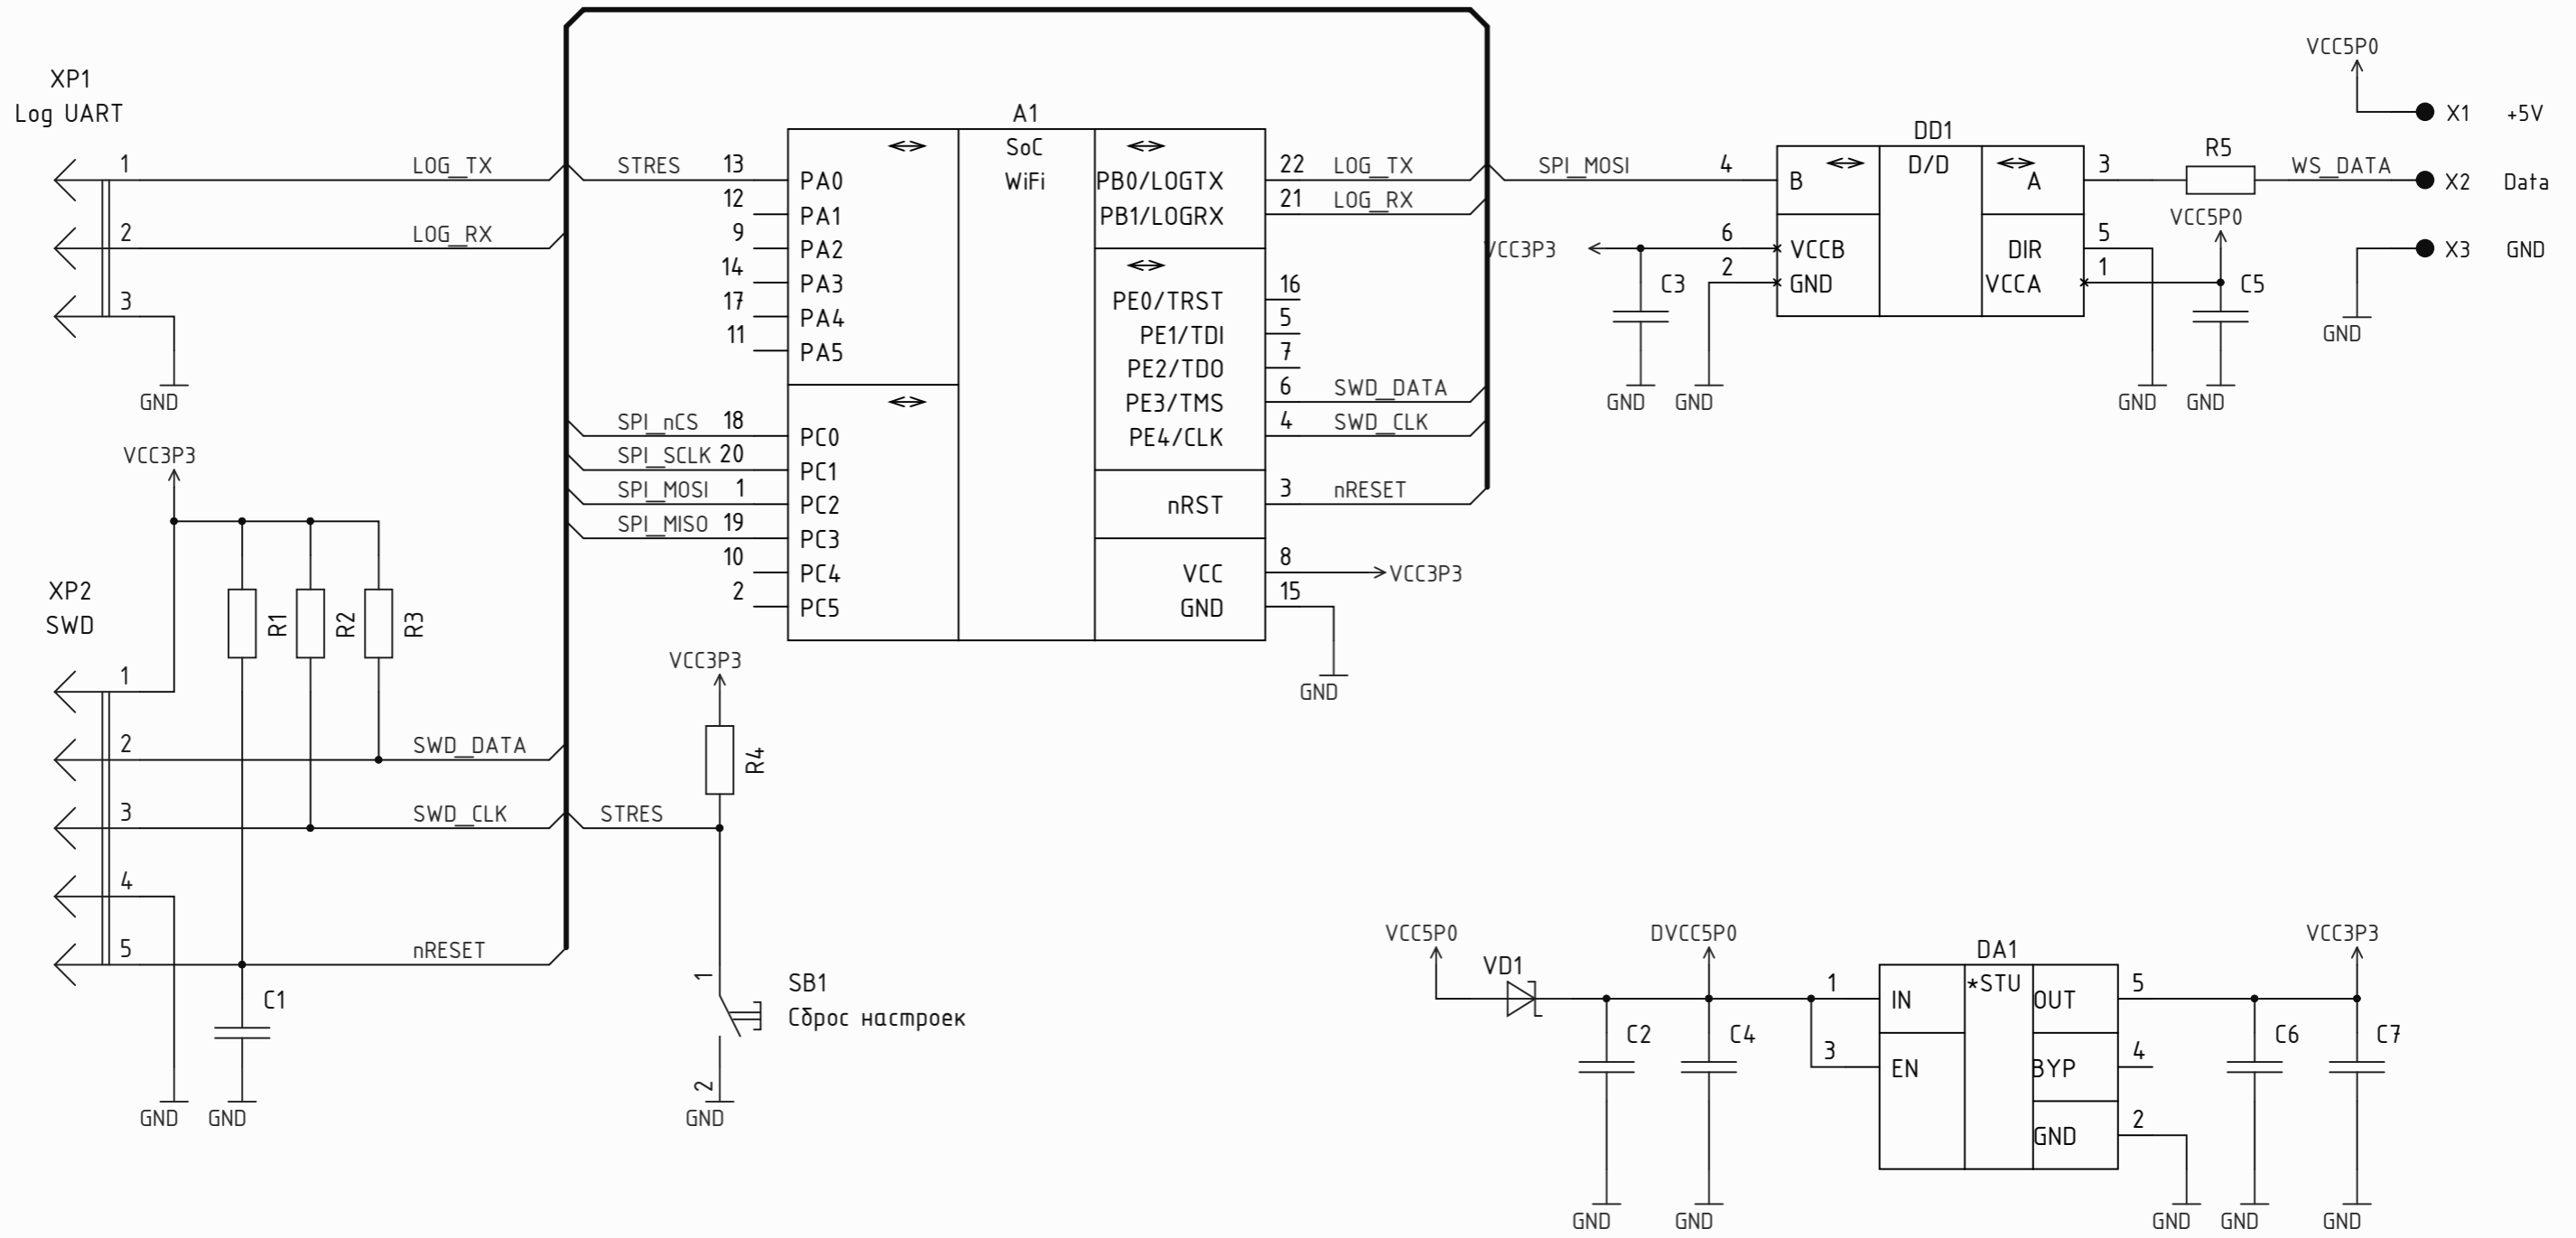 XP1
Log UART
1
LOG_TX
2
LOG_RX
3
GND
STRES
A1
SoC
WiFi
13
PA0
12
PA1
9
PA2
14
PA3
17
PA4
11
PA5
SPI_nCS
18
PC0
SPI_SCLK
20
PC1
SPI_MOSI
1
PC2
SPI_MISO
19
PC3
10
PC4
2
PC5
PB0/LOGTX
22
LOG_TX
PB1/LOGRX
21
LOG_RX
PE0/TRST
16
PE1/TDI
5
PE2/TDO
7
PE3/TMS
6
SWD_DATA
PE4/CLK
4
SWD_CLK
nRST
3
nRESET
VCC
8
VCC3P3
GND
15
GND
SPI_MOSI
DD1
D/D
4
B
A
3
R5
WS_DATA
VCC3P3
6
VCCB
2
GND
DIR
5
VCCA
1
VCC5P0
C3
C5
GND
GND
GND
GND
VCC5P0
X1 +5V
X2 Data
X3 GND
GND
VCC3P3
XP2
SWD
R1
R2
R3
1
2
SWD_DATA
3
SWD_CLK
4
5
nRESET
C1
GND
GND
VCC3P3
R4
STRES
1
SB1
Сброс настроек
2
GND
VCC5P0
VD1
DVCC5P0
C2
C4
DA1
*STU
1
IN
3
EN
OUT
5
BYP
4
GND
2
VCC3P3
C6
C7
GND
GND
GND
GND
GND